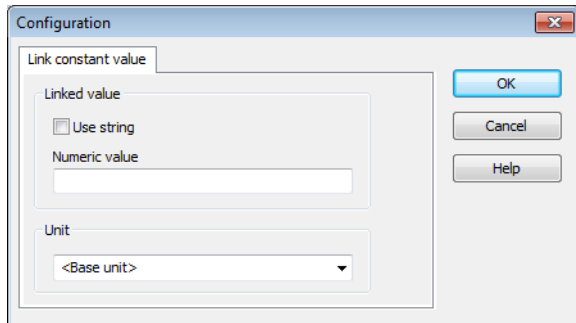 Configuration
Link constant value
Linked value
Use string
Numeric value
Unit
<Base unit>
OK
Cancel
Help